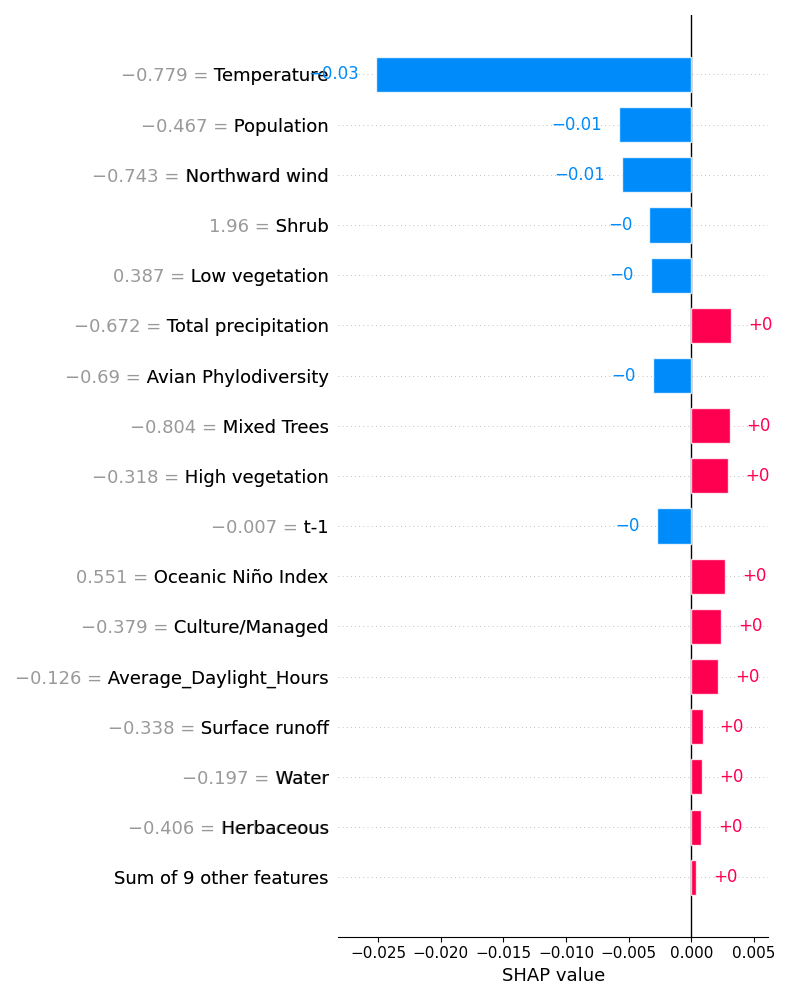 −0.779 = Temperature −0.03
−0.467 = Population −0.01
−0.743 = Northward wind −0.01
1.96 = Shrub −0
0.387 = Low vegetation −0
−0.672 = Total precipitation +0
−0.69 = Avian Phylodiversity −0
−0.804 = Mixed Trees +0
−0.318 = High vegetation +0
−0.007 = t-1 −0
0.551 = Oceanic Niño Index +0
−0.379 = Culture/Managed +0
−0.126 = Average_Daylight_Hours +0
−0.338 = Surface runoff +0
−0.197 = Water +0
−0.406 = Herbaceous +0
Sum of 9 other features +0
−0.025 −0.020 −0.015 −0.010 −0.005 0.000 0.005
SHAP value